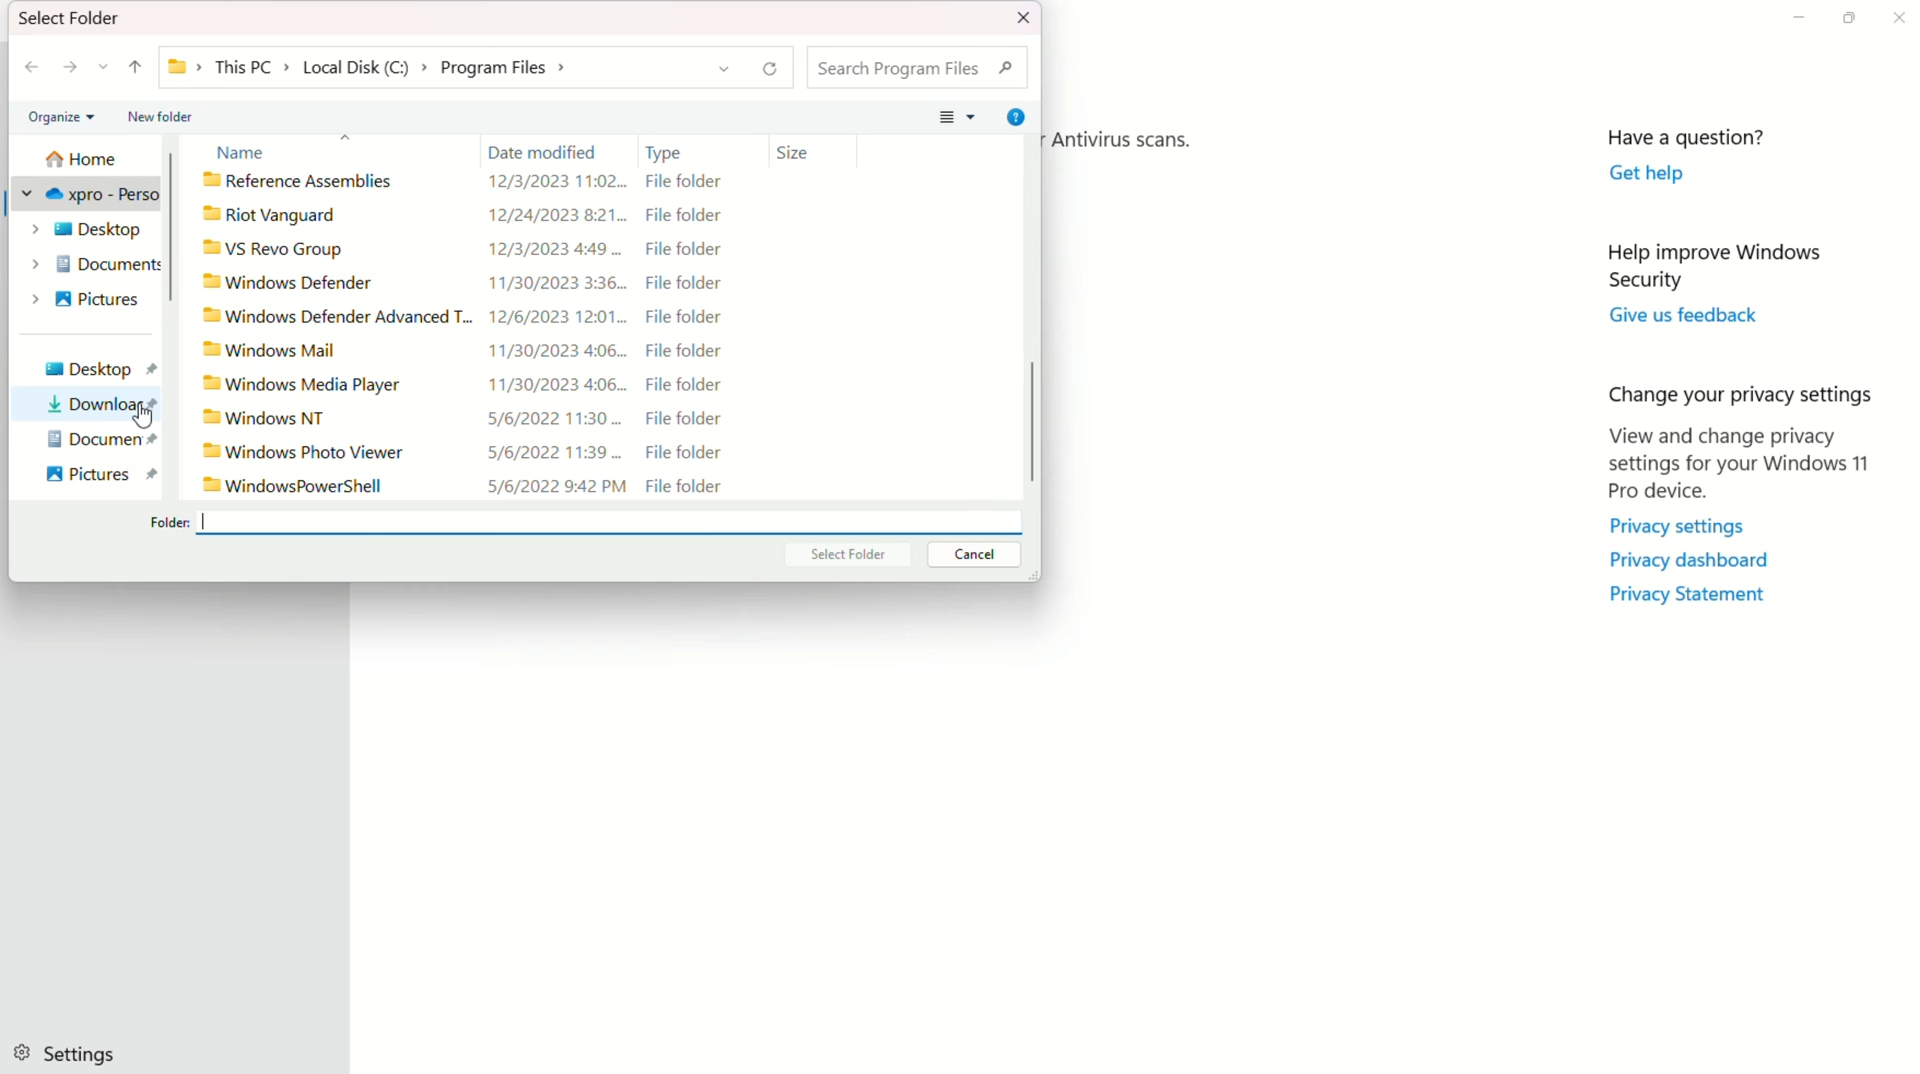 Select Folder
This PC > Local Disk (C:) > Program Files >
Search Program Files
Organize
New folder
Home
xpro - Perso
Desktop
Documents
Pictures
Desktop
Downloa
Documen
Pictures
Name Date modified Type Size
Reference Assemblies 12/3/2023 11:02... File folder
Riot Vanguard 12/24/2023 8:21... File folder
VS Revo Group 12/3/2023 4:49 ... File folder
Windows Defender 11/30/2023 3:36... File folder
Windows Defender Advanced T... 12/6/2023 12:01... File folder
Windows Mail 11/30/2023 4:06... File folder
Windows Media Player 11/30/2023 4:06... File folder
Windows NT 5/6/2022 11:30 ... File folder
Windows Photo Viewer 5/6/2022 11:39 ... File folder
WindowsPowerShell 5/6/2022 9:42 PM File folder
Folder:
Select Folder
Cancel
r Antivirus scans.
Have a question?
Get help
Help improve Windows
Security
Give us feedback
Change your privacy settings
View and change privacy
settings for your Windows 11
Pro device.
Privacy settings
Privacy dashboard
Privacy Statement
Settings